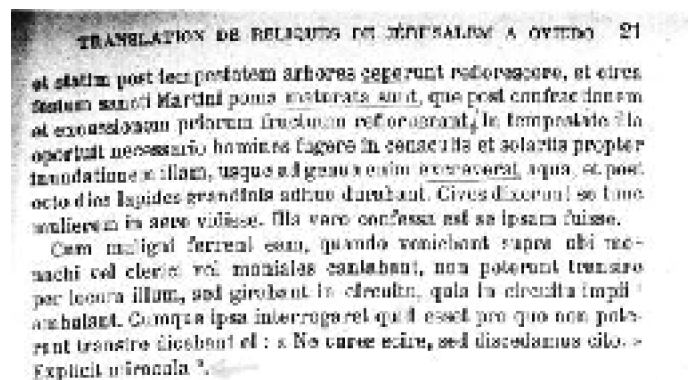 TRANSLATION DE RELIQUES DE JÉRUSALEM A OVIEDO 21
et statim post tempestatem arbores ceperunt reflorescere, et circa
festum sancti Martini poma maturata sunt, que post confractionem
et excussionem priorum fructuum refloruerant. In tempestate illa
oportuit necessario homines fugere in cenaculis et solariis propter
inundationem illam, usque ad genua enim excreverat aqua, et post
octo dies lapides grandinis adhuc durabant. Cives dixerunt se tunc
mulierem in aere vidisse. Illa vero confessa est se ipsam fuisse.
Cum maligni ferrent eam, quando veniebant supra ubi mo-
nachi vel clerici vel moniales cantabant, non poterant transire
per locum illum, sed girabant in circuitu, quia in circuitu impii
ambulant. Cumque ipsa interrogaret quid esset pro quo non pote-
rant transire dicebant ei : « Ne cures scire, sed discedamus cito. »
Explicit miracula